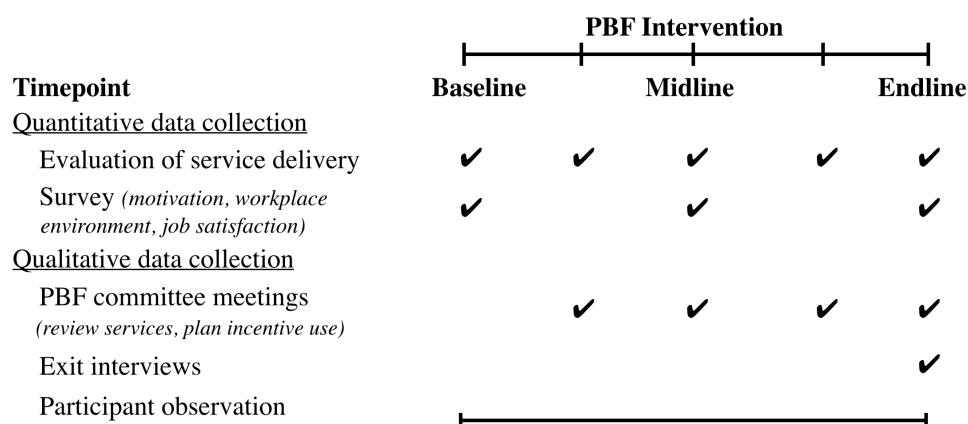 PBF Intervention
Timepoint Baseline Midline Endline
Quantitative data collection
Evaluation of service delivery ✔ ✔ ✔ ✔ ✔
Survey (motivation, workplace
environment, job satisfaction) ✔ ✔ ✔
Qualitative data collection
PBF committee meetings
(review services, plan incentive use) ✔ ✔ ✔ ✔
Exit interviews ✔
Participant observation